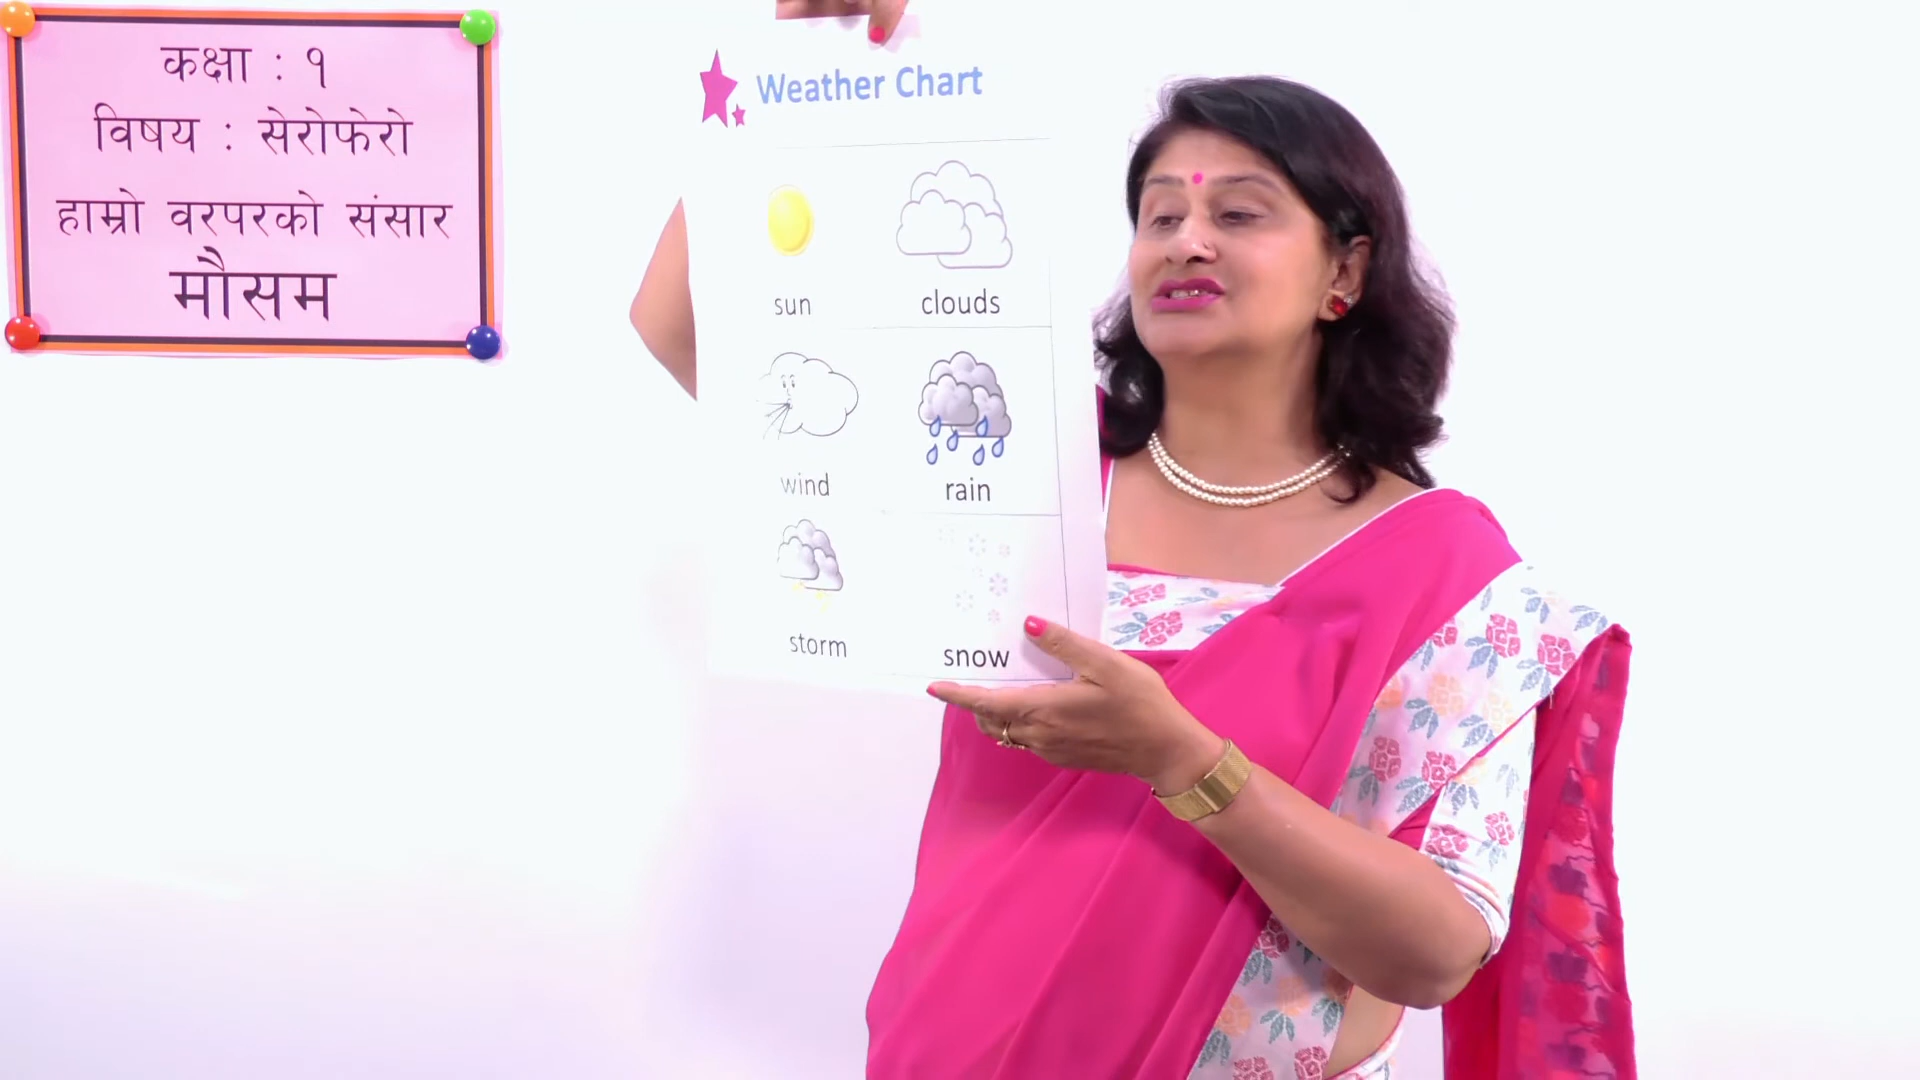 कक्षा : १
विषय : सेरोफेरो
हाम्रो वरपरको संसार
मौसम
Weather Chart
sun clouds
wind rain
storm snow